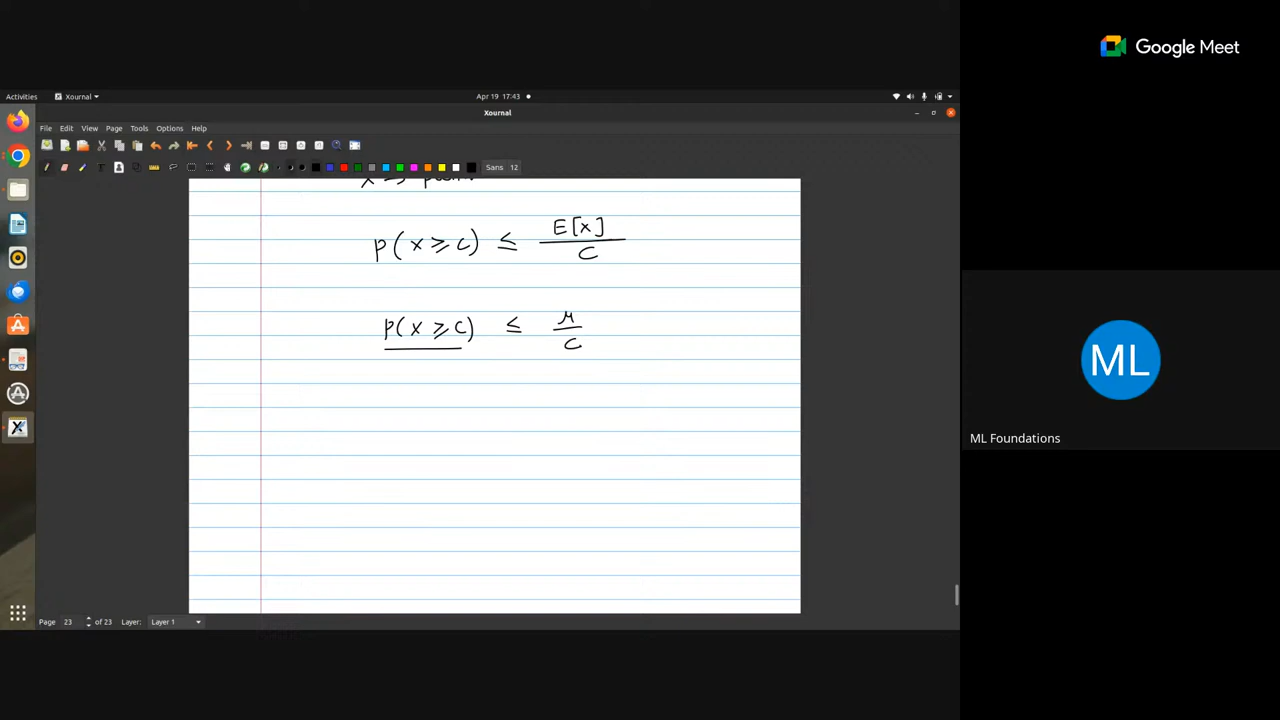 Google Meet
Activities Xournal Apr 19 17:43
Xournal
File Edit View Page Tools Options Help
Sans 12
P(X ≥ C) ≤ E[X] / C
P(X ≥ C) ≤ μ / C
ML
ML Foundations
Page 23 of 23 Layer: Layer 1